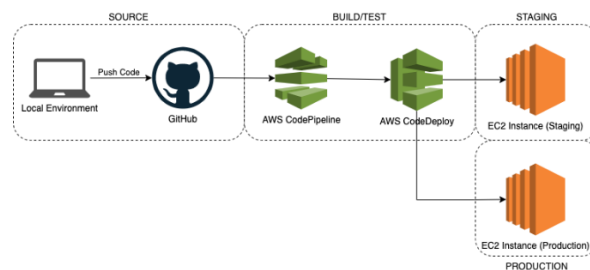 SOURCE
BUILD/TEST
STAGING
Push Code
Local Environment
GitHub
AWS CodePipeline
AWS CodeDeploy
EC2 Instance (Staging)
EC2 Instance (Production)
PRODUCTION